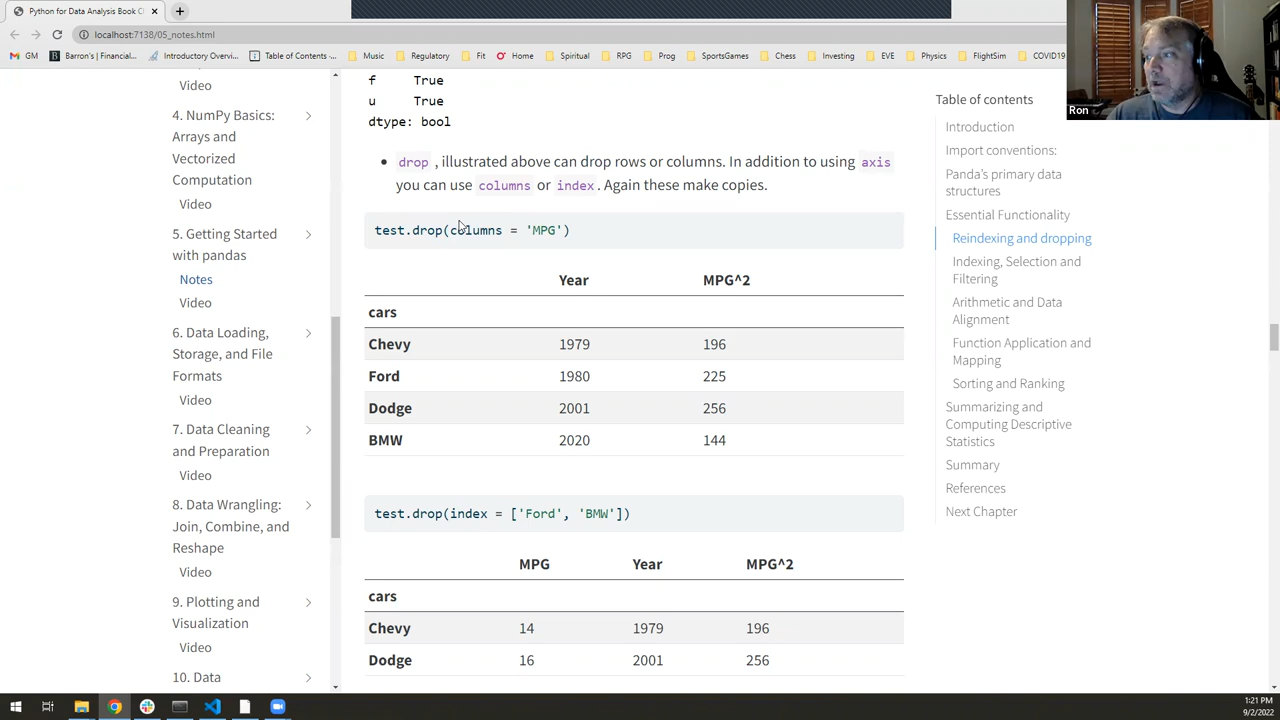 Python for Data Analysis Book Cl
localhost:7138/05_notes.html
GM
Barron's | Financial
Introduction
Table of Conten
Music
Home
RPG
SportsGames
Chess
EVE
Physics
FlightSim
COVID19
Ron
Video
4. NumPy Basics:
Arrays and
Vectorized
Computation
Video
5. Getting Started
with pandas
Notes
Video
6. Data Loading,
Storage, and File
Formats
Video
7. Data Cleaning
and Preparation
Video
8. Data Wrangling:
Join, Combine, and
Reshape
Video
9. Plotting and
Visualization
Video
10. Data
f True
u True
dtype: bool
drop , illustrated above can drop rows or columns. In addition to using axis
you can use columns or index . Again these make copies.
test.drop(columns = 'MPG')
Year MPG^2
cars
Chevy 1979 196
Ford 1980 225
Dodge 2001 256
BMW 2020 144
test.drop(index = ['Ford', 'BMW'])
MPG Year MPG^2
cars
Chevy 14 1979 196
Dodge 16 2001 256
Table of contents
Introduction
Import conventions:
Panda's primary data
structures
Essential Functionality
Reindexing and dropping
Indexing, Selection and
Filtering
Arithmetic and Data
Alignment
Function Application and
Mapping
Sorting and Ranking
Summarizing and
Computing Descriptive
Statistics
Summary
References
Next Chapter
1:21 PM
9/2/2022